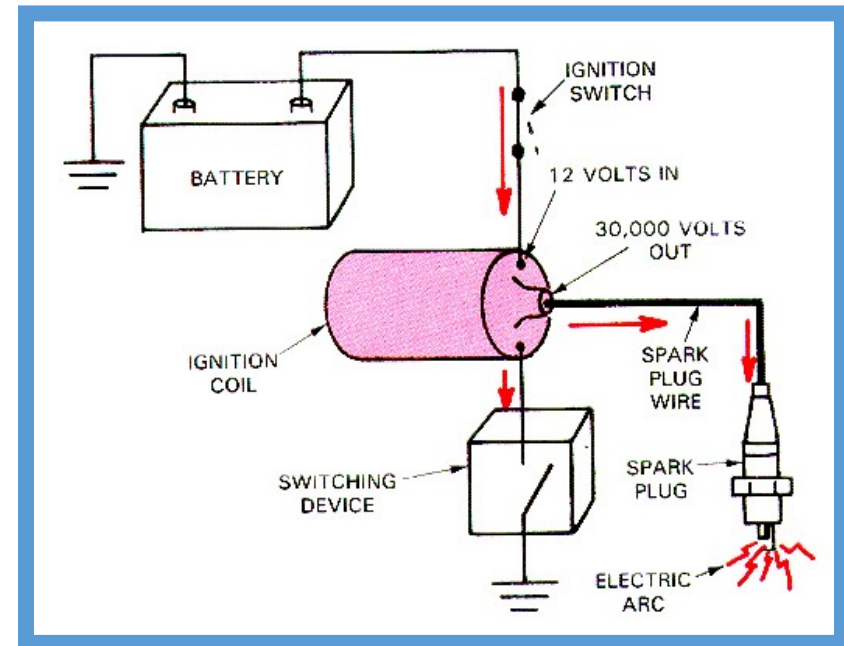 IGNITION
SWITCH
BATTERY
12 VOLTS IN
30,000 VOLTS
OUT
IGNITION
COIL
SPARK
PLUG
WIRE
SWITCHING
DEVICE
SPARK
PLUG
ELECTRIC
ARC